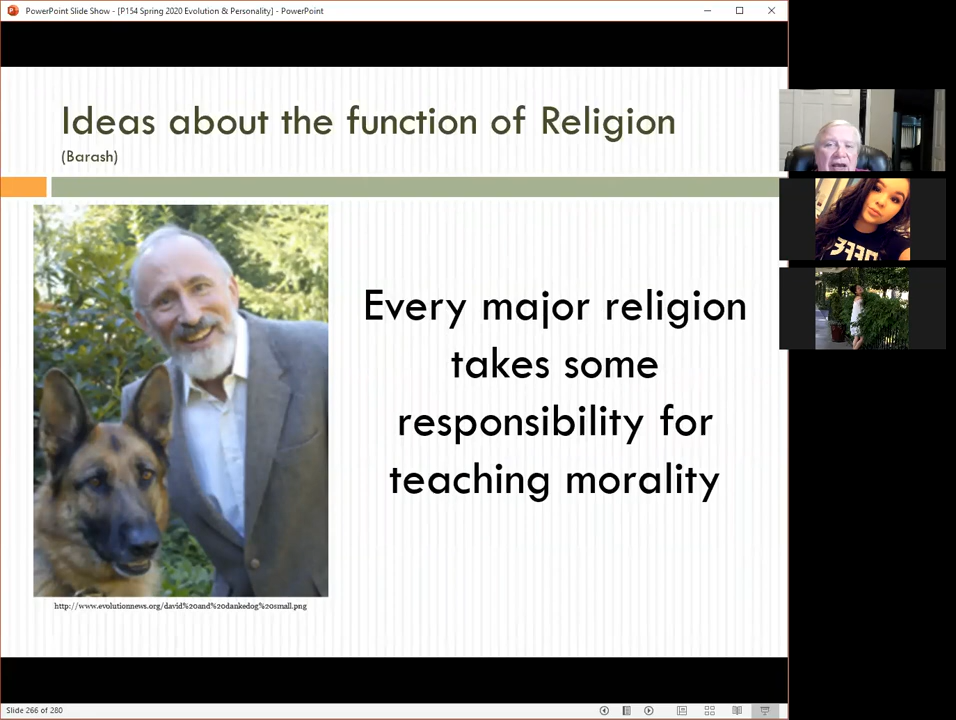 PowerPoint Slide Show - [P154 Spring 2020 Evolution & Personality] - PowerPoint
Ideas about the function of Religion
(Barash)
Every major religion
takes some
responsibility for
teaching morality
http://www.evolutionnews.org/david%20and%20dankedog%20small.png
Slide 266 of 280